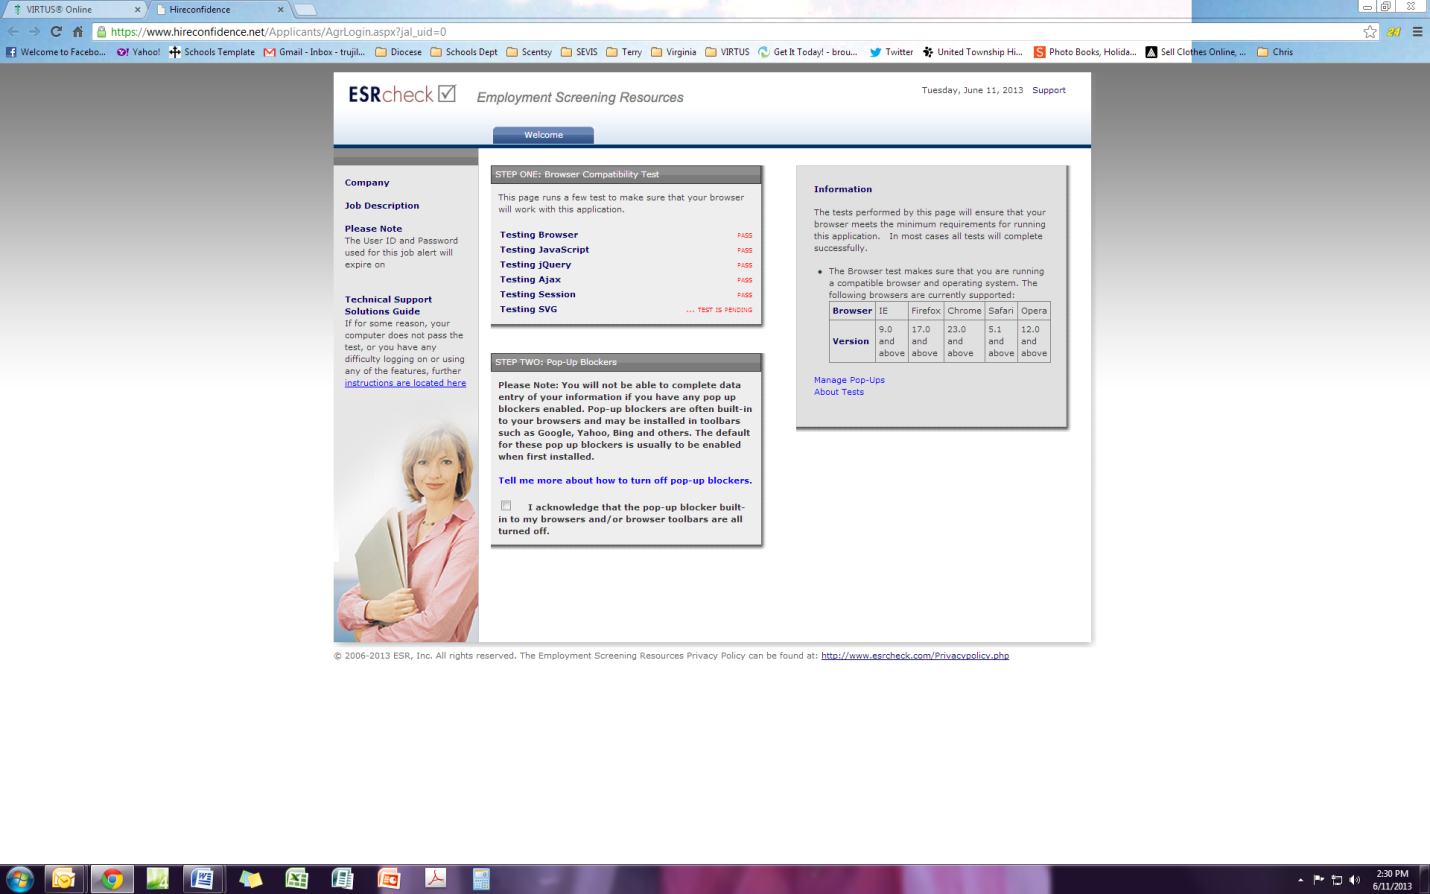 VIRTUS® Online
Hireconfidence
https://www.hireconfidence.net/Applicants/AgrLogin.aspx?jal_uid=0
24
Welcome to Facebo...
Yahoo!
Schools Template
Gmail - Inbox - trujil...
Diocese
Schools Dept
Scentsy
SEVIS
Terry
Virginia
VIRTUS
Get It Today! - brou...
Twitter
United Township Hi...
Photo Books, Holida...
Sell Clothes Online, ...
Chris
ESRcheck
Employment Screening Resources
Tuesday, June 11, 2013 Support
Welcome
Company
Job Description
Please Note
The User ID and Password
used for this job alert will
expire on
Technical Support
Solutions Guide
If for some reason, your
computer does not pass the
test, or you have any
difficulty logging on or using
any of the features, further
instructions are located here
STEP ONE: Browser Compatibility Test
This page runs a few test to make sure that your browser
will work with this application.
Testing Browser PASS
Testing JavaScript PASS
Testing jQuery PASS
Testing Ajax PASS
Testing Session PASS
Testing SVG ... TEST IS PENDING
STEP TWO: Pop-Up Blockers
Please Note: You will not be able to complete data
entry of your information if you have any pop up
blockers enabled. Pop-up blockers are often built-in
to your browsers and may be installed in toolbars
such as Google, Yahoo, Bing and others. The default
for these pop up blockers is usually to be enabled
when first installed.
Tell me more about how to turn off pop-up blockers.
I acknowledge that the pop-up blocker built-
in to my browsers and/or browser toolbars are all
turned off.
Information
The tests performed by this page will ensure that your
browser meets the minimum requirements for running
this application. In most cases all tests will complete
successfully.
• The Browser test makes sure that you are running
a compatible browser and operating system. The
following browsers are currently supported:
Browser IE Firefox Chrome Safari Opera
Version 9.0 and above 17.0 and above 23.0 and above 5.1 and above 12.0 and above
Manage Pop-Ups
About Tests
© 2006-2013 ESR, Inc. All rights reserved. The Employment Screening Resources Privacy Policy can be found at: http://www.esrcheck.com/Privacypolicy.php
2:30 PM
6/11/2013